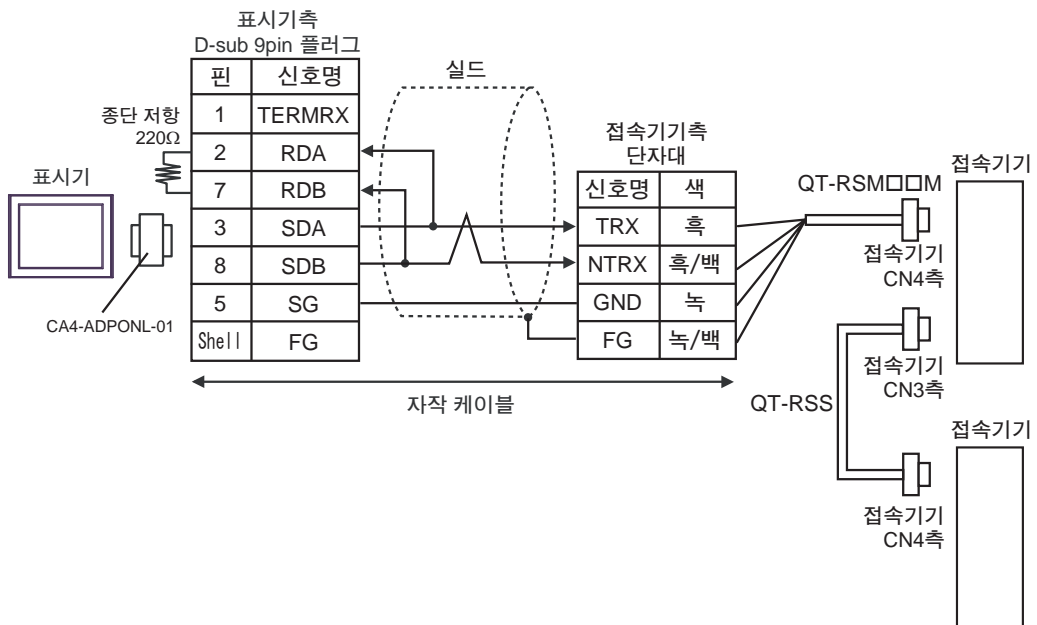 표시기측
D-sub 9pin 플러그
핀 신호명
1 TERMRX
2 RDA
7 RDB
3 SDA
8 SDB
5 SG
Shell FG
종단 저항
220Ω
표시기
CA4-ADPONL-01
실드
접속기기측
단자대
신호명 색
TRX 흑
NTRX 흑/백
GND 녹
FG 녹/백
자작 케이블
QT-RSM□□M
접속기기
접속기기
CN4측
접속기기
CN3측
QT-RSS
접속기기
접속기기
CN4측